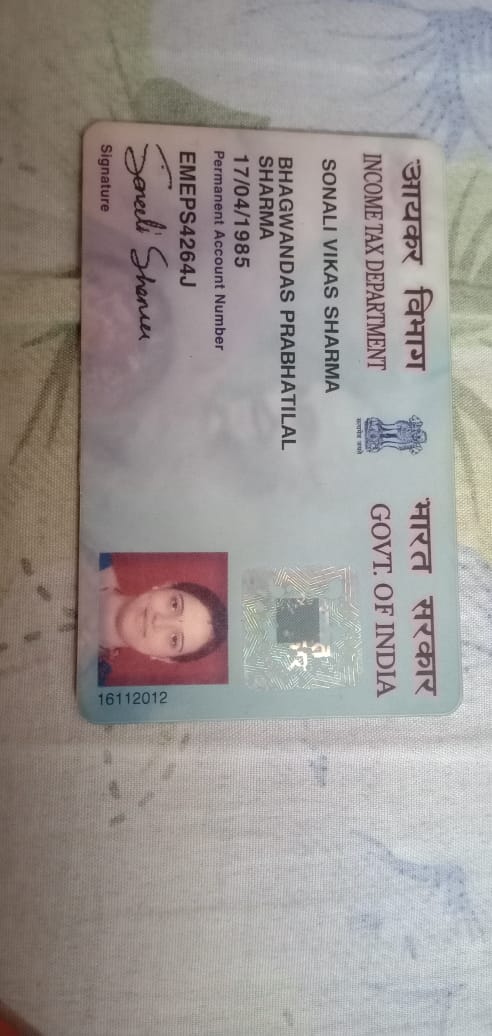 आयकर विभाग
INCOME TAX DEPARTMENT
सत्यमेव जयते
भारत सरकार
GOVT. OF INDIA
SONALI VIKAS SHARMA
BHAGWANDAS PRABHATILAL
SHARMA
17/04/1985
Permanent Account Number
EMEPS4264J
Sonali Sharma
Signature
16112012